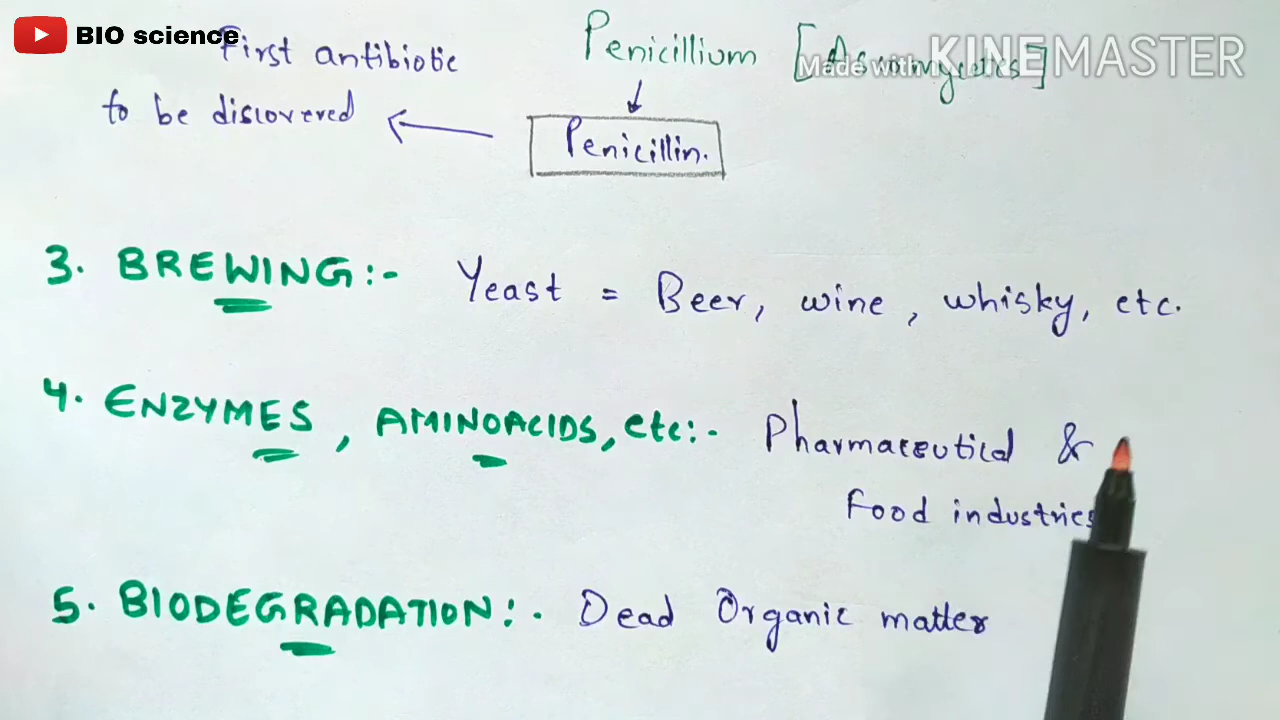 BIO science
Penicillium [Ascomycetes]
Made with KINEMASTER
First antibiotic
to be discovered
Penicillin.
3. BREWING:- Yeast = Beer, wine, whisky, etc.
4. ENZYMES, AMINOACIDS, Etc:- Pharmaceutical &
Food industries
5. BIODEGRADATION:- Dead Organic matter